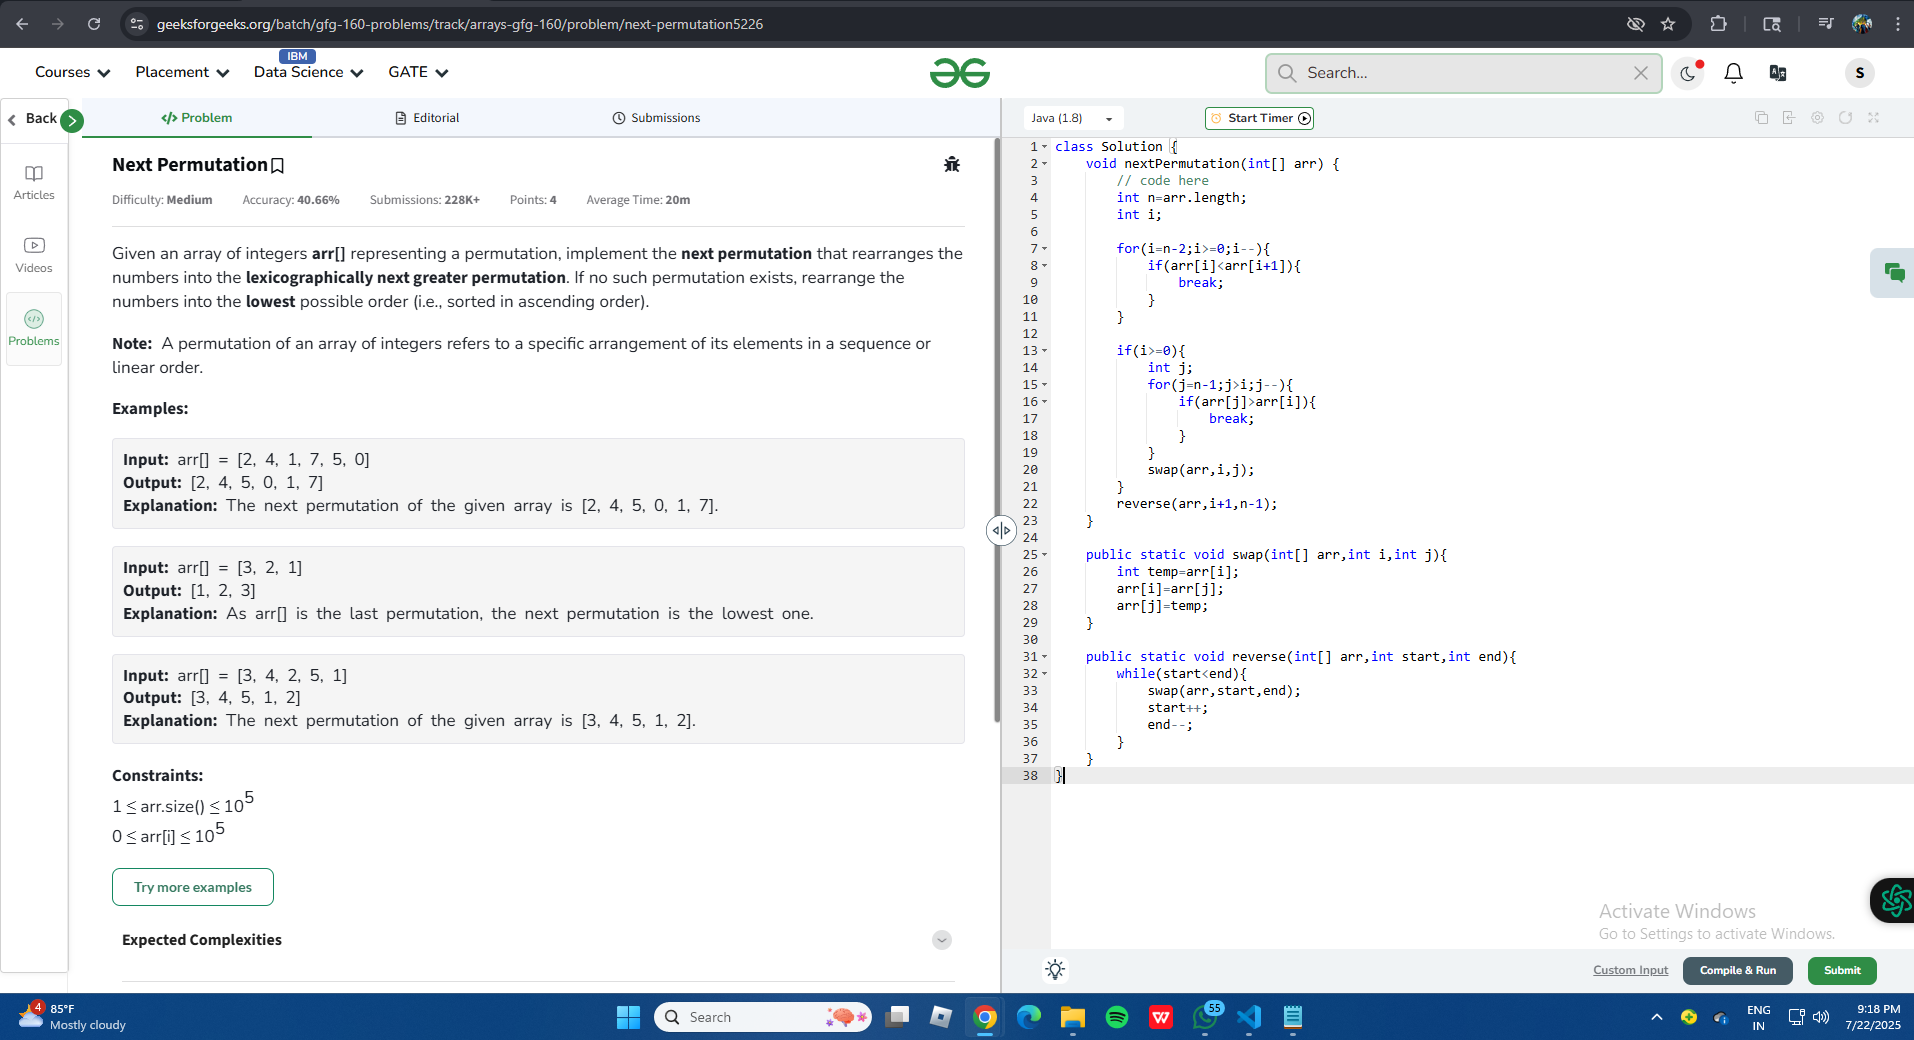 geeksforgeeks.org/batch/gfg-160-problems/track/arrays-gfg-160/problem/next-permutation5226
IBM
Courses Placement Data Science GATE Search... S
Back Problem Editorial Submissions
Articles
Videos
Problems
Next Permutation
Difficulty: Medium Accuracy: 40.66% Submissions: 228K+ Points: 4 Average Time: 20m
Given an array of integers arr[] representing a permutation, implement the next permutation that rearranges the
numbers into the lexicographically next greater permutation. If no such permutation exists, rearrange the
numbers into the lowest possible order (i.e., sorted in ascending order).
Note: A permutation of an array of integers refers to a specific arrangement of its elements in a sequence or
linear order.
Examples:
Input: arr[] = [2, 4, 1, 7, 5, 0]
Output: [2, 4, 5, 0, 1, 7]
Explanation: The next permutation of the given array is [2, 4, 5, 0, 1, 7].
Input: arr[] = [3, 2, 1]
Output: [1, 2, 3]
Explanation: As arr[] is the last permutation, the next permutation is the lowest one.
Input: arr[] = [3, 4, 2, 5, 1]
Output: [3, 4, 5, 1, 2]
Explanation: The next permutation of the given array is [3, 4, 5, 1, 2].
Constraints:
1 ≤ arr.size() ≤ 10^5
0 ≤ arr[i] ≤ 10^5
Try more examples
Expected Complexities
Java (1.8) Start Timer
1 class Solution {
2 void nextPermutation(int[] arr) {
3 // code here
4 int n=arr.length;
5 int i;
6
7 for(i=n-2;i>=0;i--){
8 if(arr[i]<arr[i+1]){
9 break;
10 }
11 }
12
13 if(i>=0){
14 int j;
15 for(j=n-1;j>i;j--){
16 if(arr[j]>arr[i]){
17 break;
18 }
19 }
20 swap(arr,i,j);
21 }
22 reverse(arr,i+1,n-1);
23 }
24
25 public static void swap(int[] arr,int i,int j){
26 int temp=arr[i];
27 arr[i]=arr[j];
28 arr[j]=temp;
29 }
30
31 public static void reverse(int[] arr,int start,int end){
32 while(start<end){
33 swap(arr,start,end);
34 start++;
35 end--;
36 }
37 }
38 }
Activate Windows
Go to Settings to activate Windows.
Custom Input Compile & Run Submit
4
85°F
Mostly cloudy
Search
55
ENG
IN
9:18 PM
7/22/2025